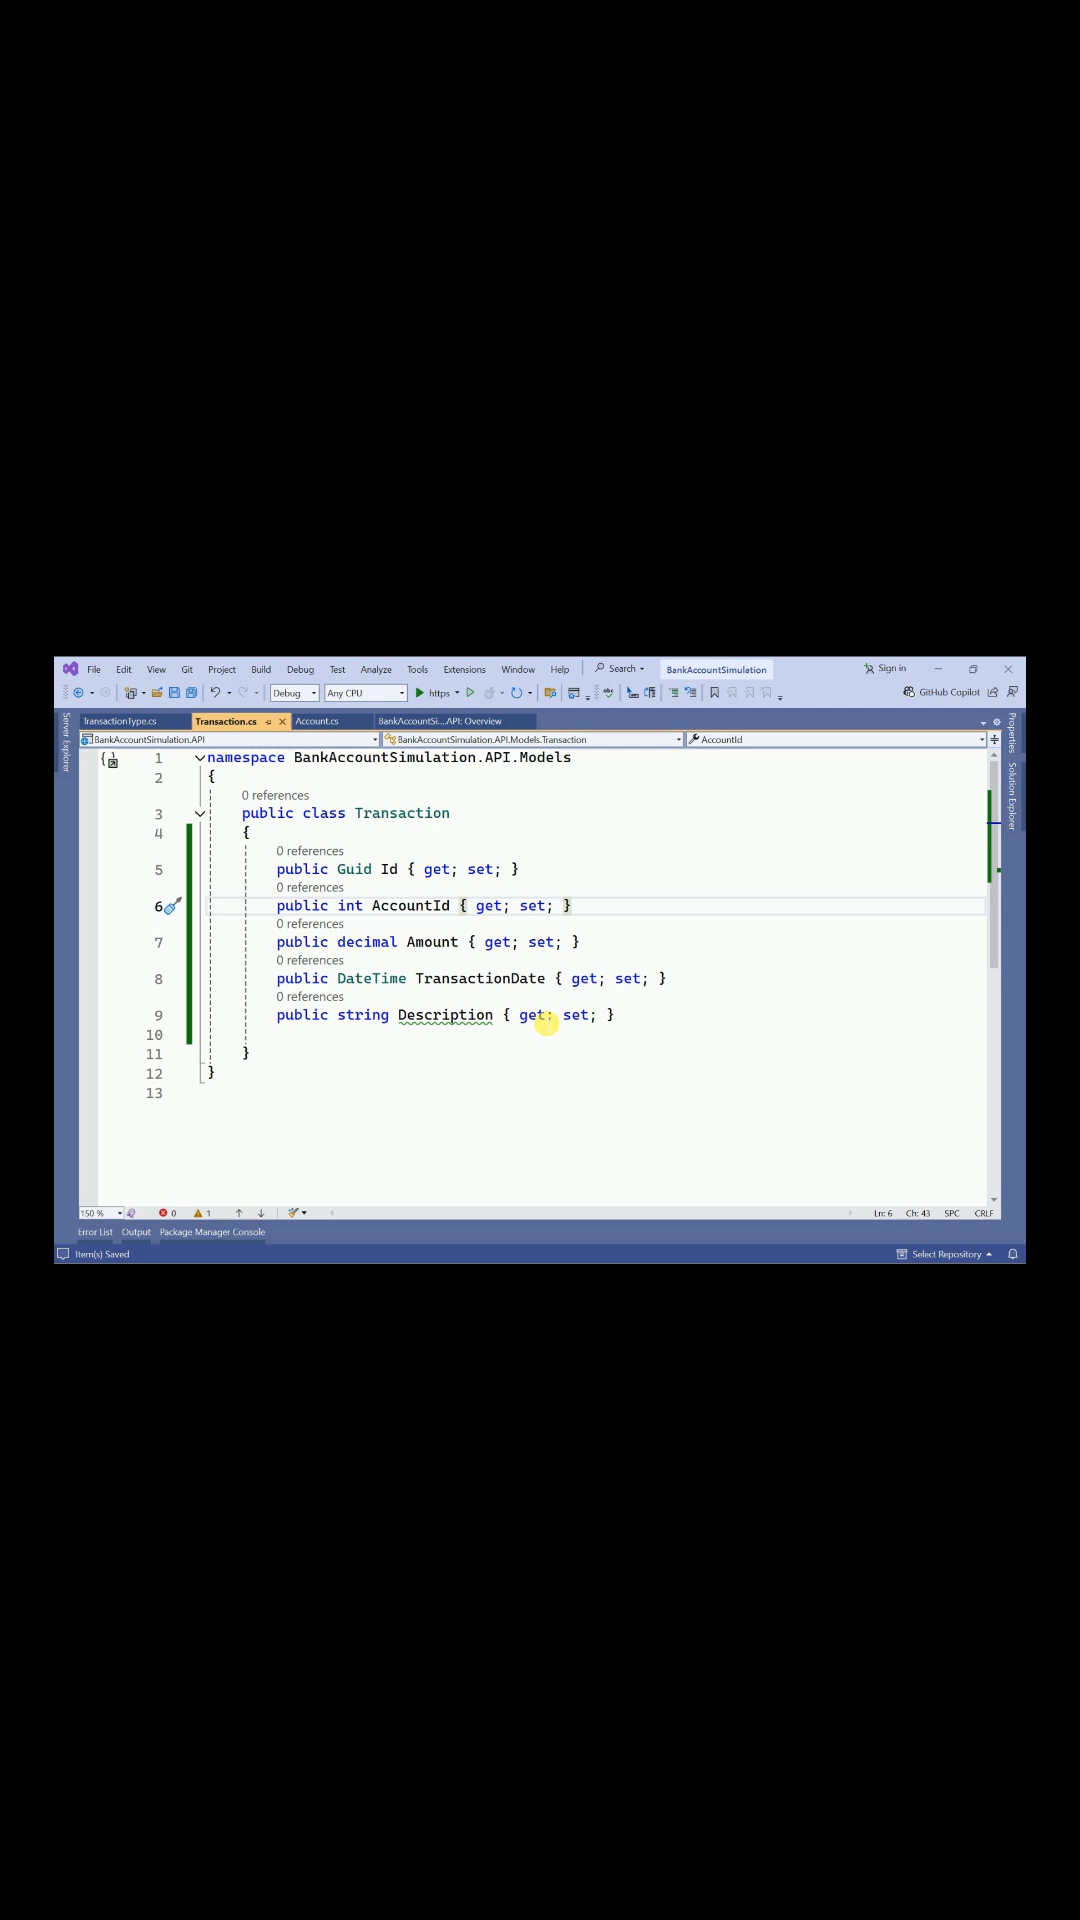 File Edit View Git Project Build Debug Test Analyze Tools Extensions Window Help Search BankAccountSimulation Sign in
Debug Any CPU https GitHub Copilot
TransactionType.cs Transaction.cs Account.cs BankAccountSi....API: Overview
BankAccountSimulation.API BankAccountSimulation.API.Models.Transaction AccountId
Server Explorer
Properties
Solution Explorer
1 namespace BankAccountSimulation.API.Models
2 {
0 references
3 public class Transaction
4 {
0 references
5 public Guid Id { get; set; }
0 references
6 public int AccountId { get; set; }
0 references
7 public decimal Amount { get; set; }
0 references
8 public DateTime TransactionDate { get; set; }
0 references
9 public string Description { get; set; }
10
11 }
12 }
13
150 % 0 1 Ln: 6 Ch: 43 SPC CRLF
Error List Output Package Manager Console
Item(s) Saved Select Repository